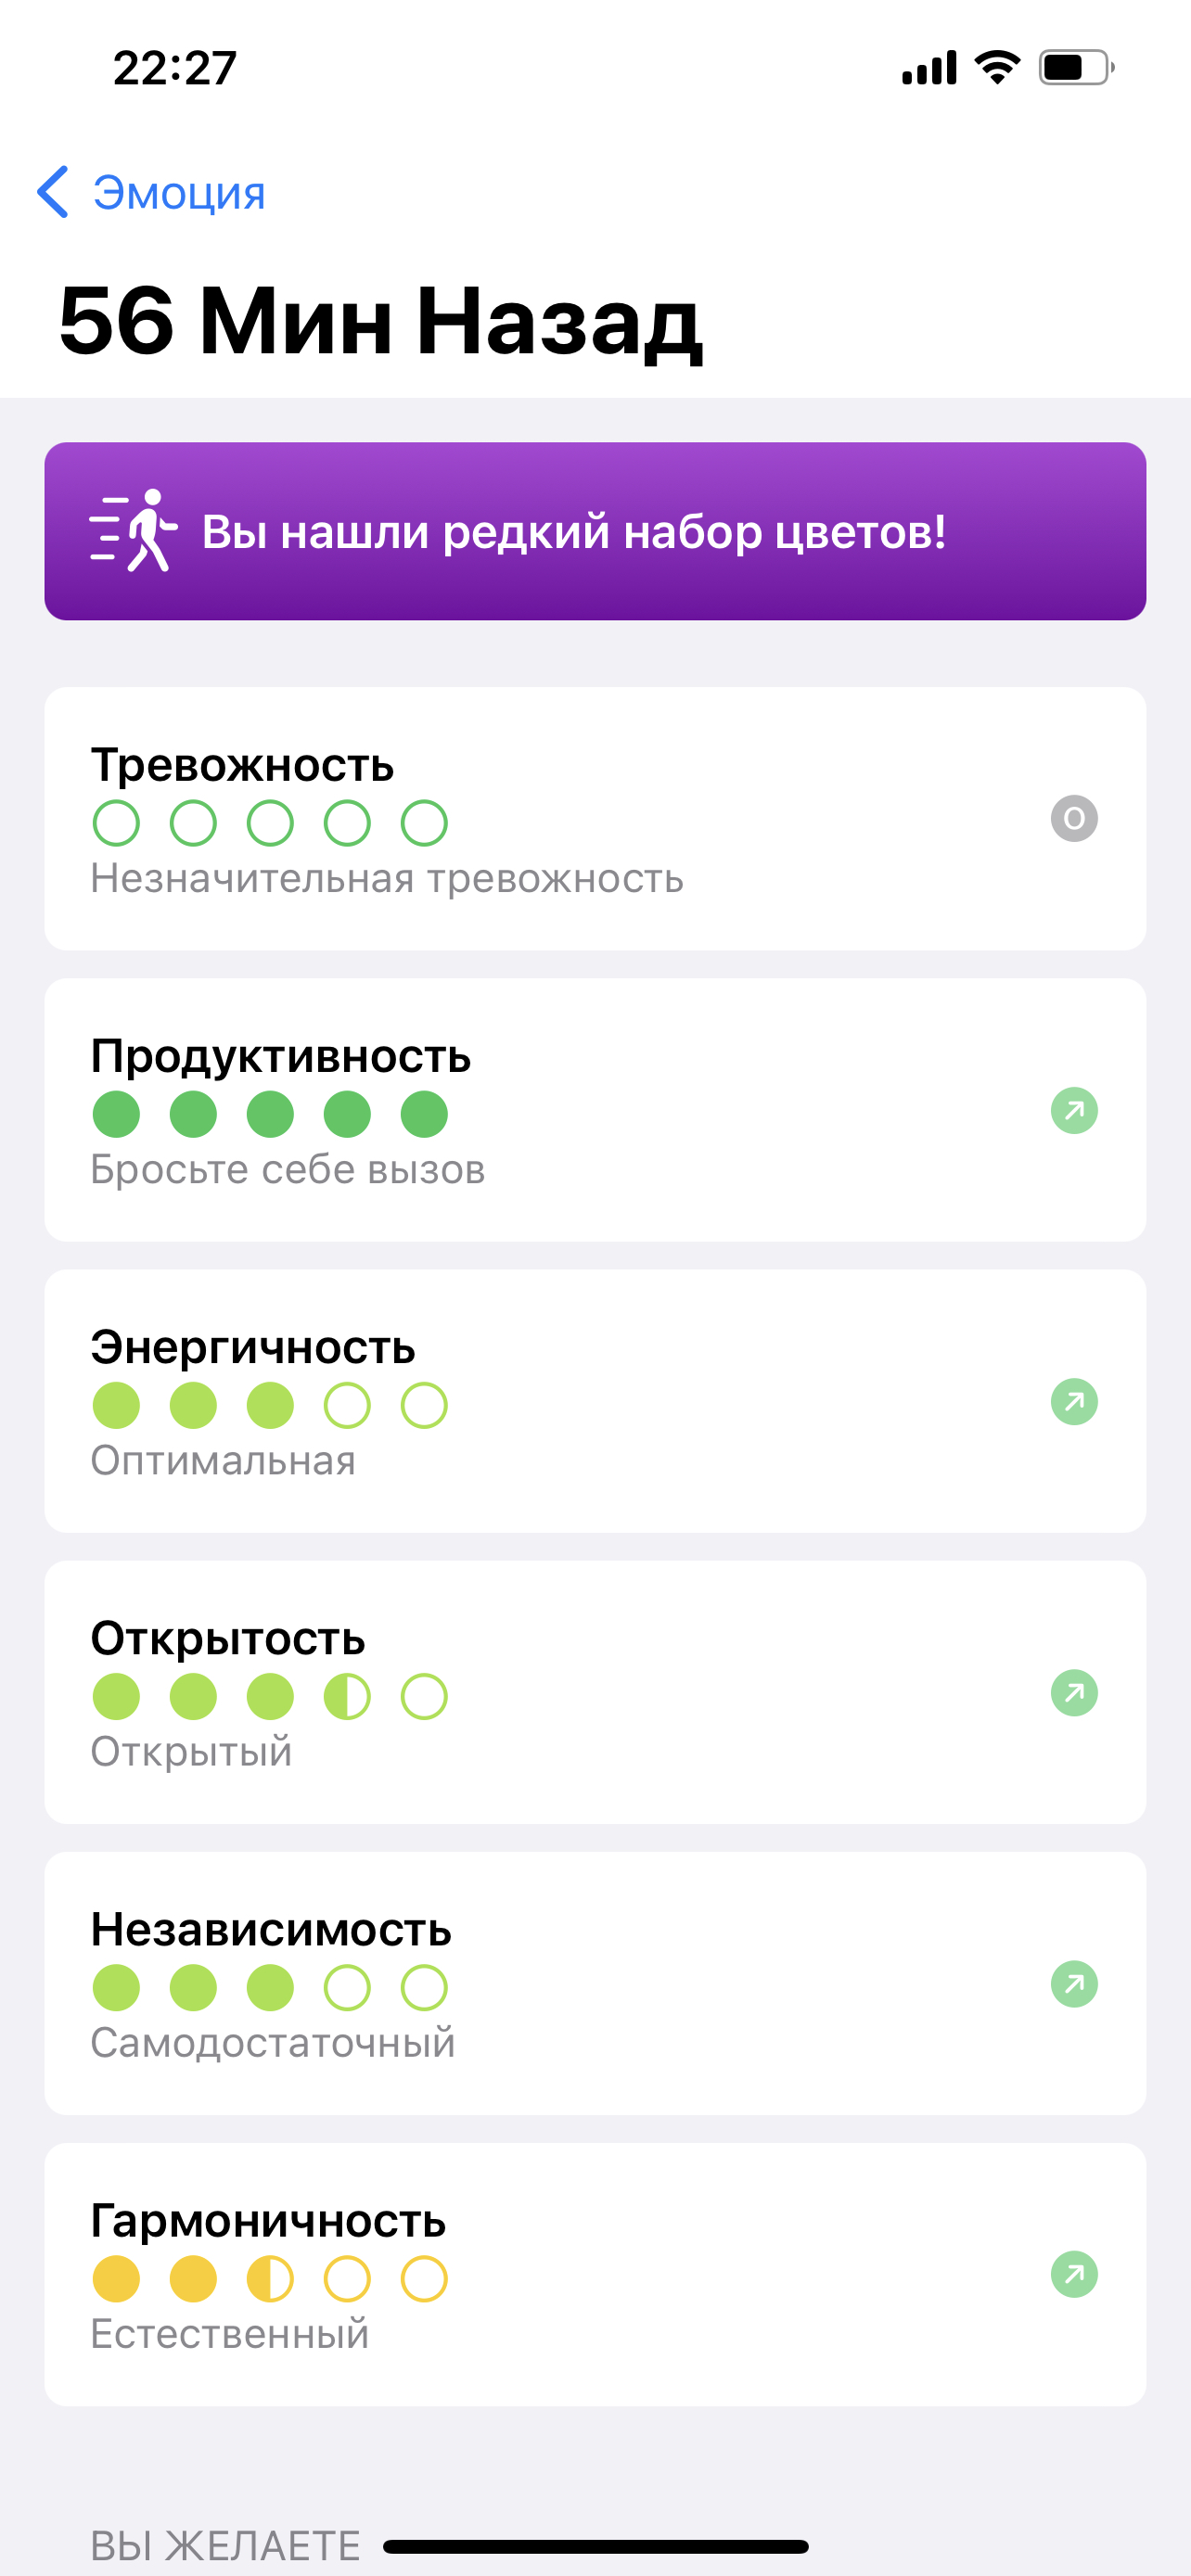 22:27
Эмоция
56 Мин Назад
Вы нашли редкий набор цветов!
Тревожность
О
Незначительная тревожность
Продуктивность
Бросьте себе вызов
Энергичность
Оптимальная
Открытость
Открытый
Независимость
Самодостаточный
Гармоничность
Естественный
ВЫ ЖЕЛАЕТЕ